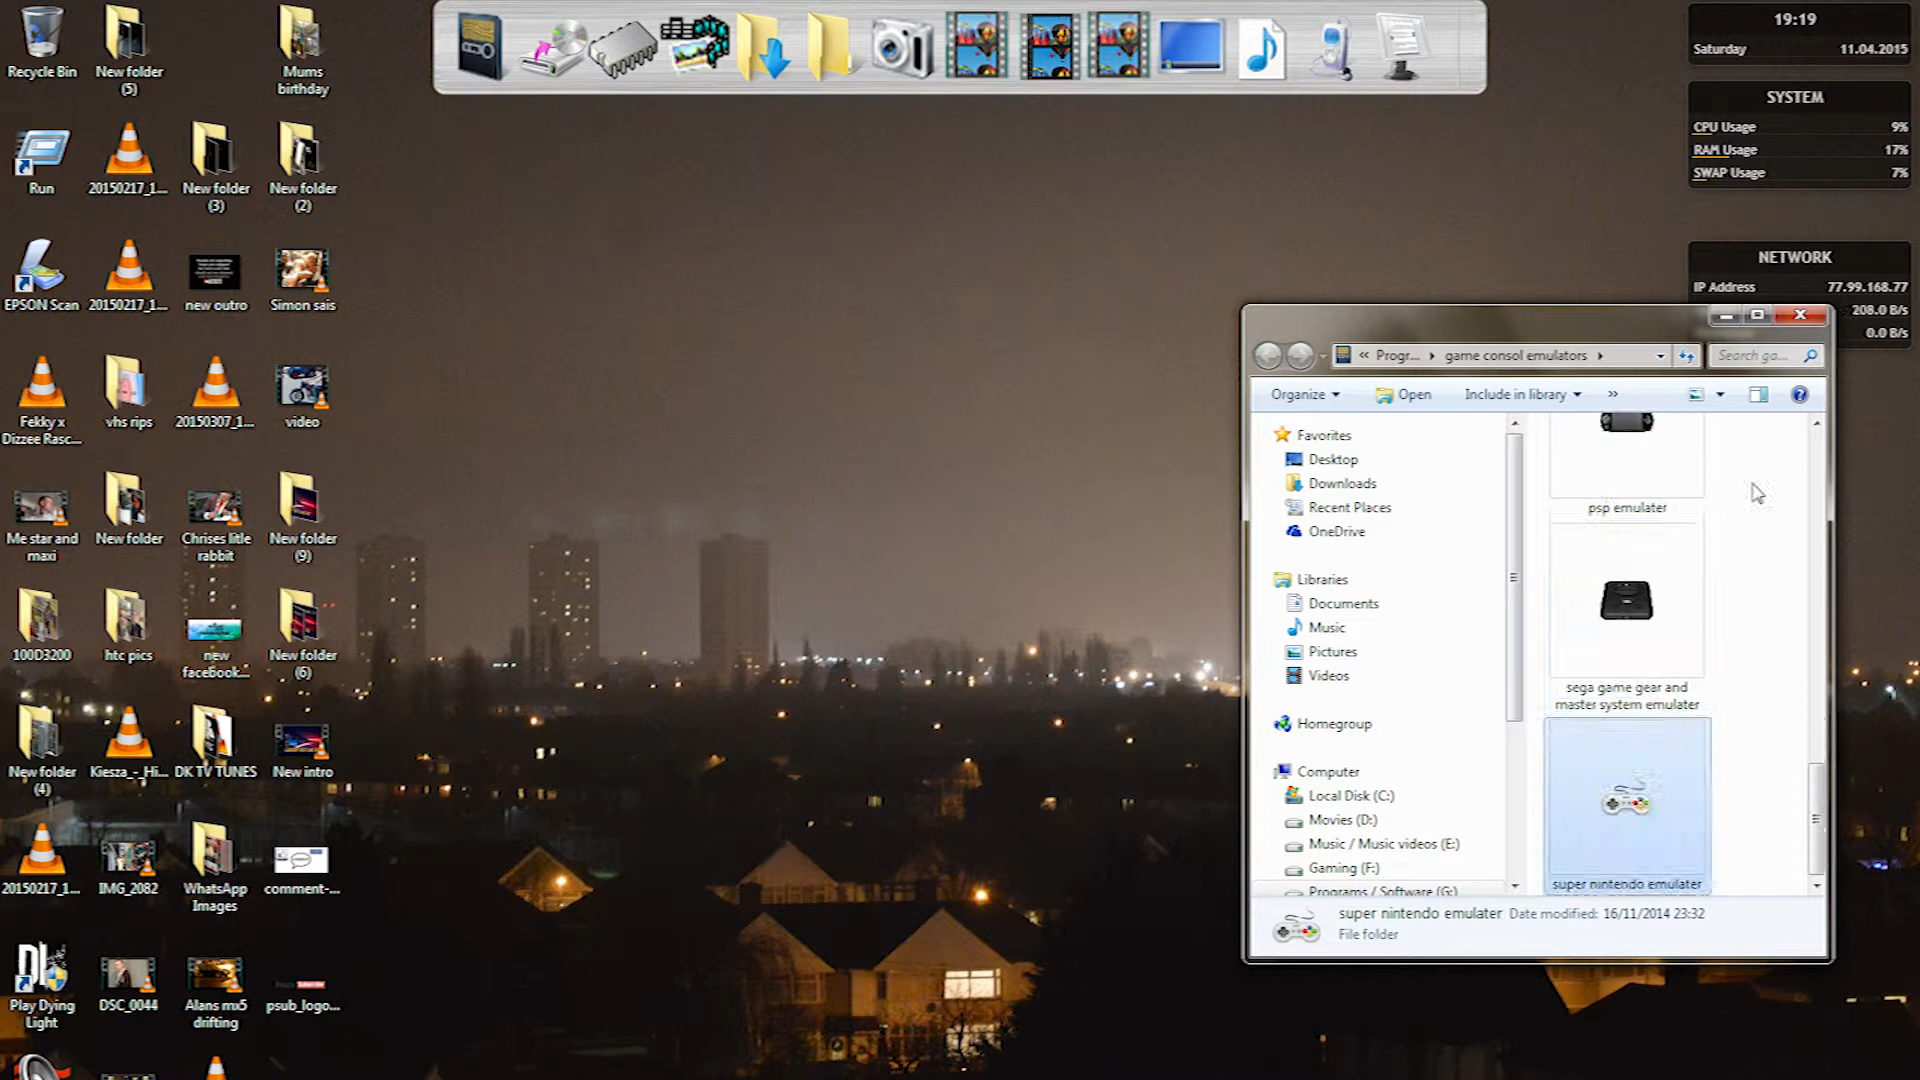 Recycle Bin
New folder
(5)
Mums
birthday
Run
20150217_1...
New folder
(3)
New folder
(2)
EPSON Scan
20150217_1...
new outro
Simon sais
Fekky x
Dizzee Rasc...
vhs rips
20150307_1...
video
Me star and
maxi
New folder
Chrises litle
rabbit
New folder
(9)
100D3200
htc pics
new
facebook...
New folder
(6)
New folder
(4)
Kiesza_-_Hi...
DK TV TUNES
New intro
20150217_1...
IMG_2082
WhatsApp
Images
comment-...
Play Dying
Light
DSC_0044
Alans mx5
drifting
psub_logo...
19:19
Saturday 11.04.2015
SYSTEM
CPU Usage 9%
RAM Usage 17%
SWAP Usage 7%
NETWORK
IP Address 77.99.168.77
208.0 B/s
0.0 B/s
« Progr... game consol emulators
Search ga...
Organize Open Include in library »
Favorites
Desktop
Downloads
Recent Places
OneDrive
Libraries
Documents
Music
Pictures
Videos
Homegroup
Computer
Local Disk (C:)
Movies (D:)
Music / Music videos (E:)
Gaming (F:)
Programs / Software (G:)
psp emulater
sega game gear and
master system emulater
super nintendo emulater
super nintendo emulater Date modified: 16/11/2014 23:32
File folder